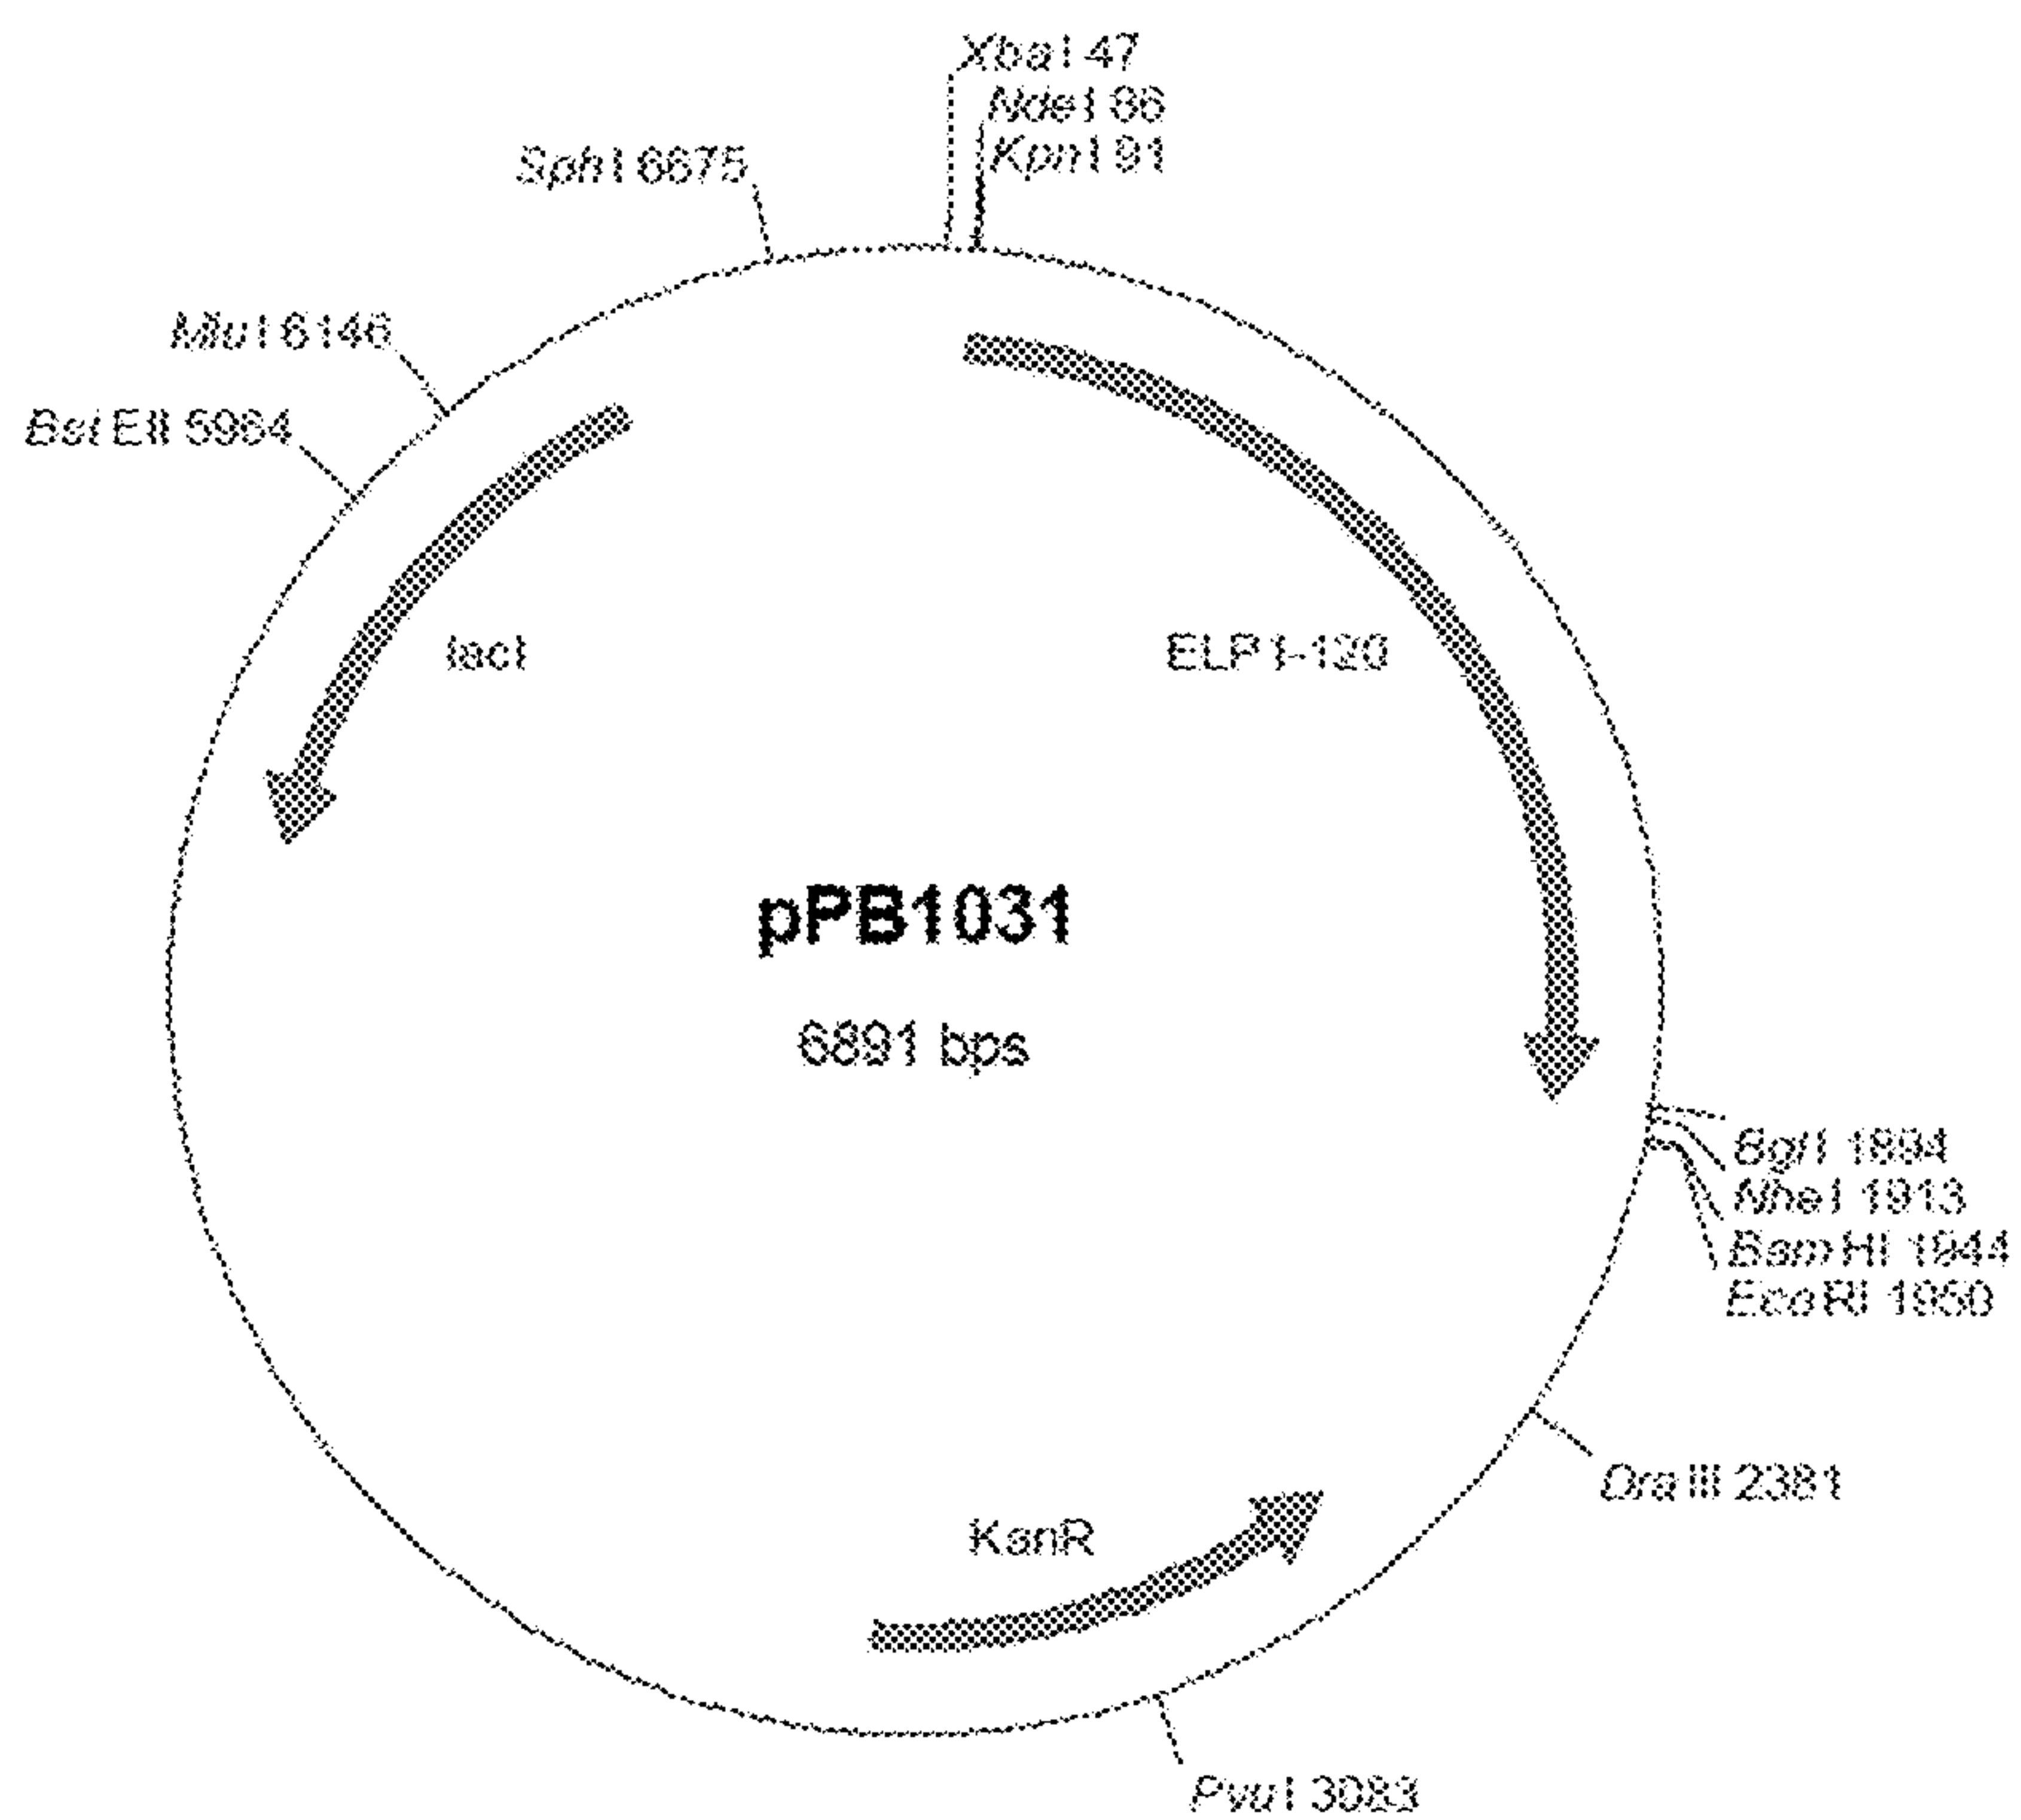 Xba I 47
Nde I 86
Kpn I 91
Sph I 6675
Mlu I 6146
Bst EII 5964
lacI
ELP1-120
pPB1031
6891 bps
1894
Nhe I 1913
Bam HI 1944
Eco RI 1950
Dra III 2381
KanR
Pvu I 3083